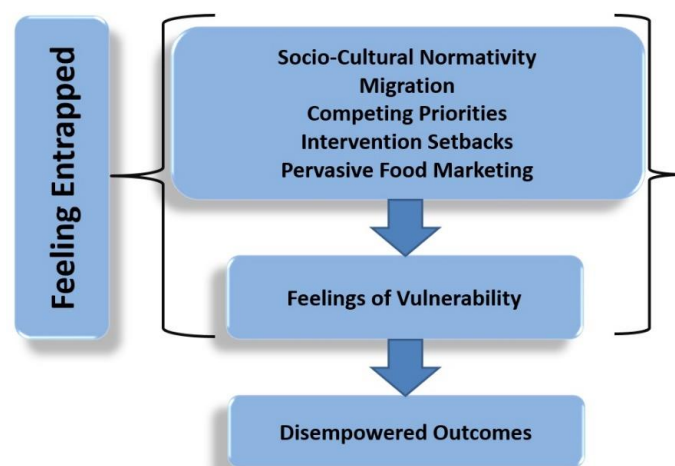 Feeling Entrapped
Socio-Cultural Normativity
Migration
Competing Priorities
Intervention Setbacks
Pervasive Food Marketing
Feelings of Vulnerability
Disempowered Outcomes